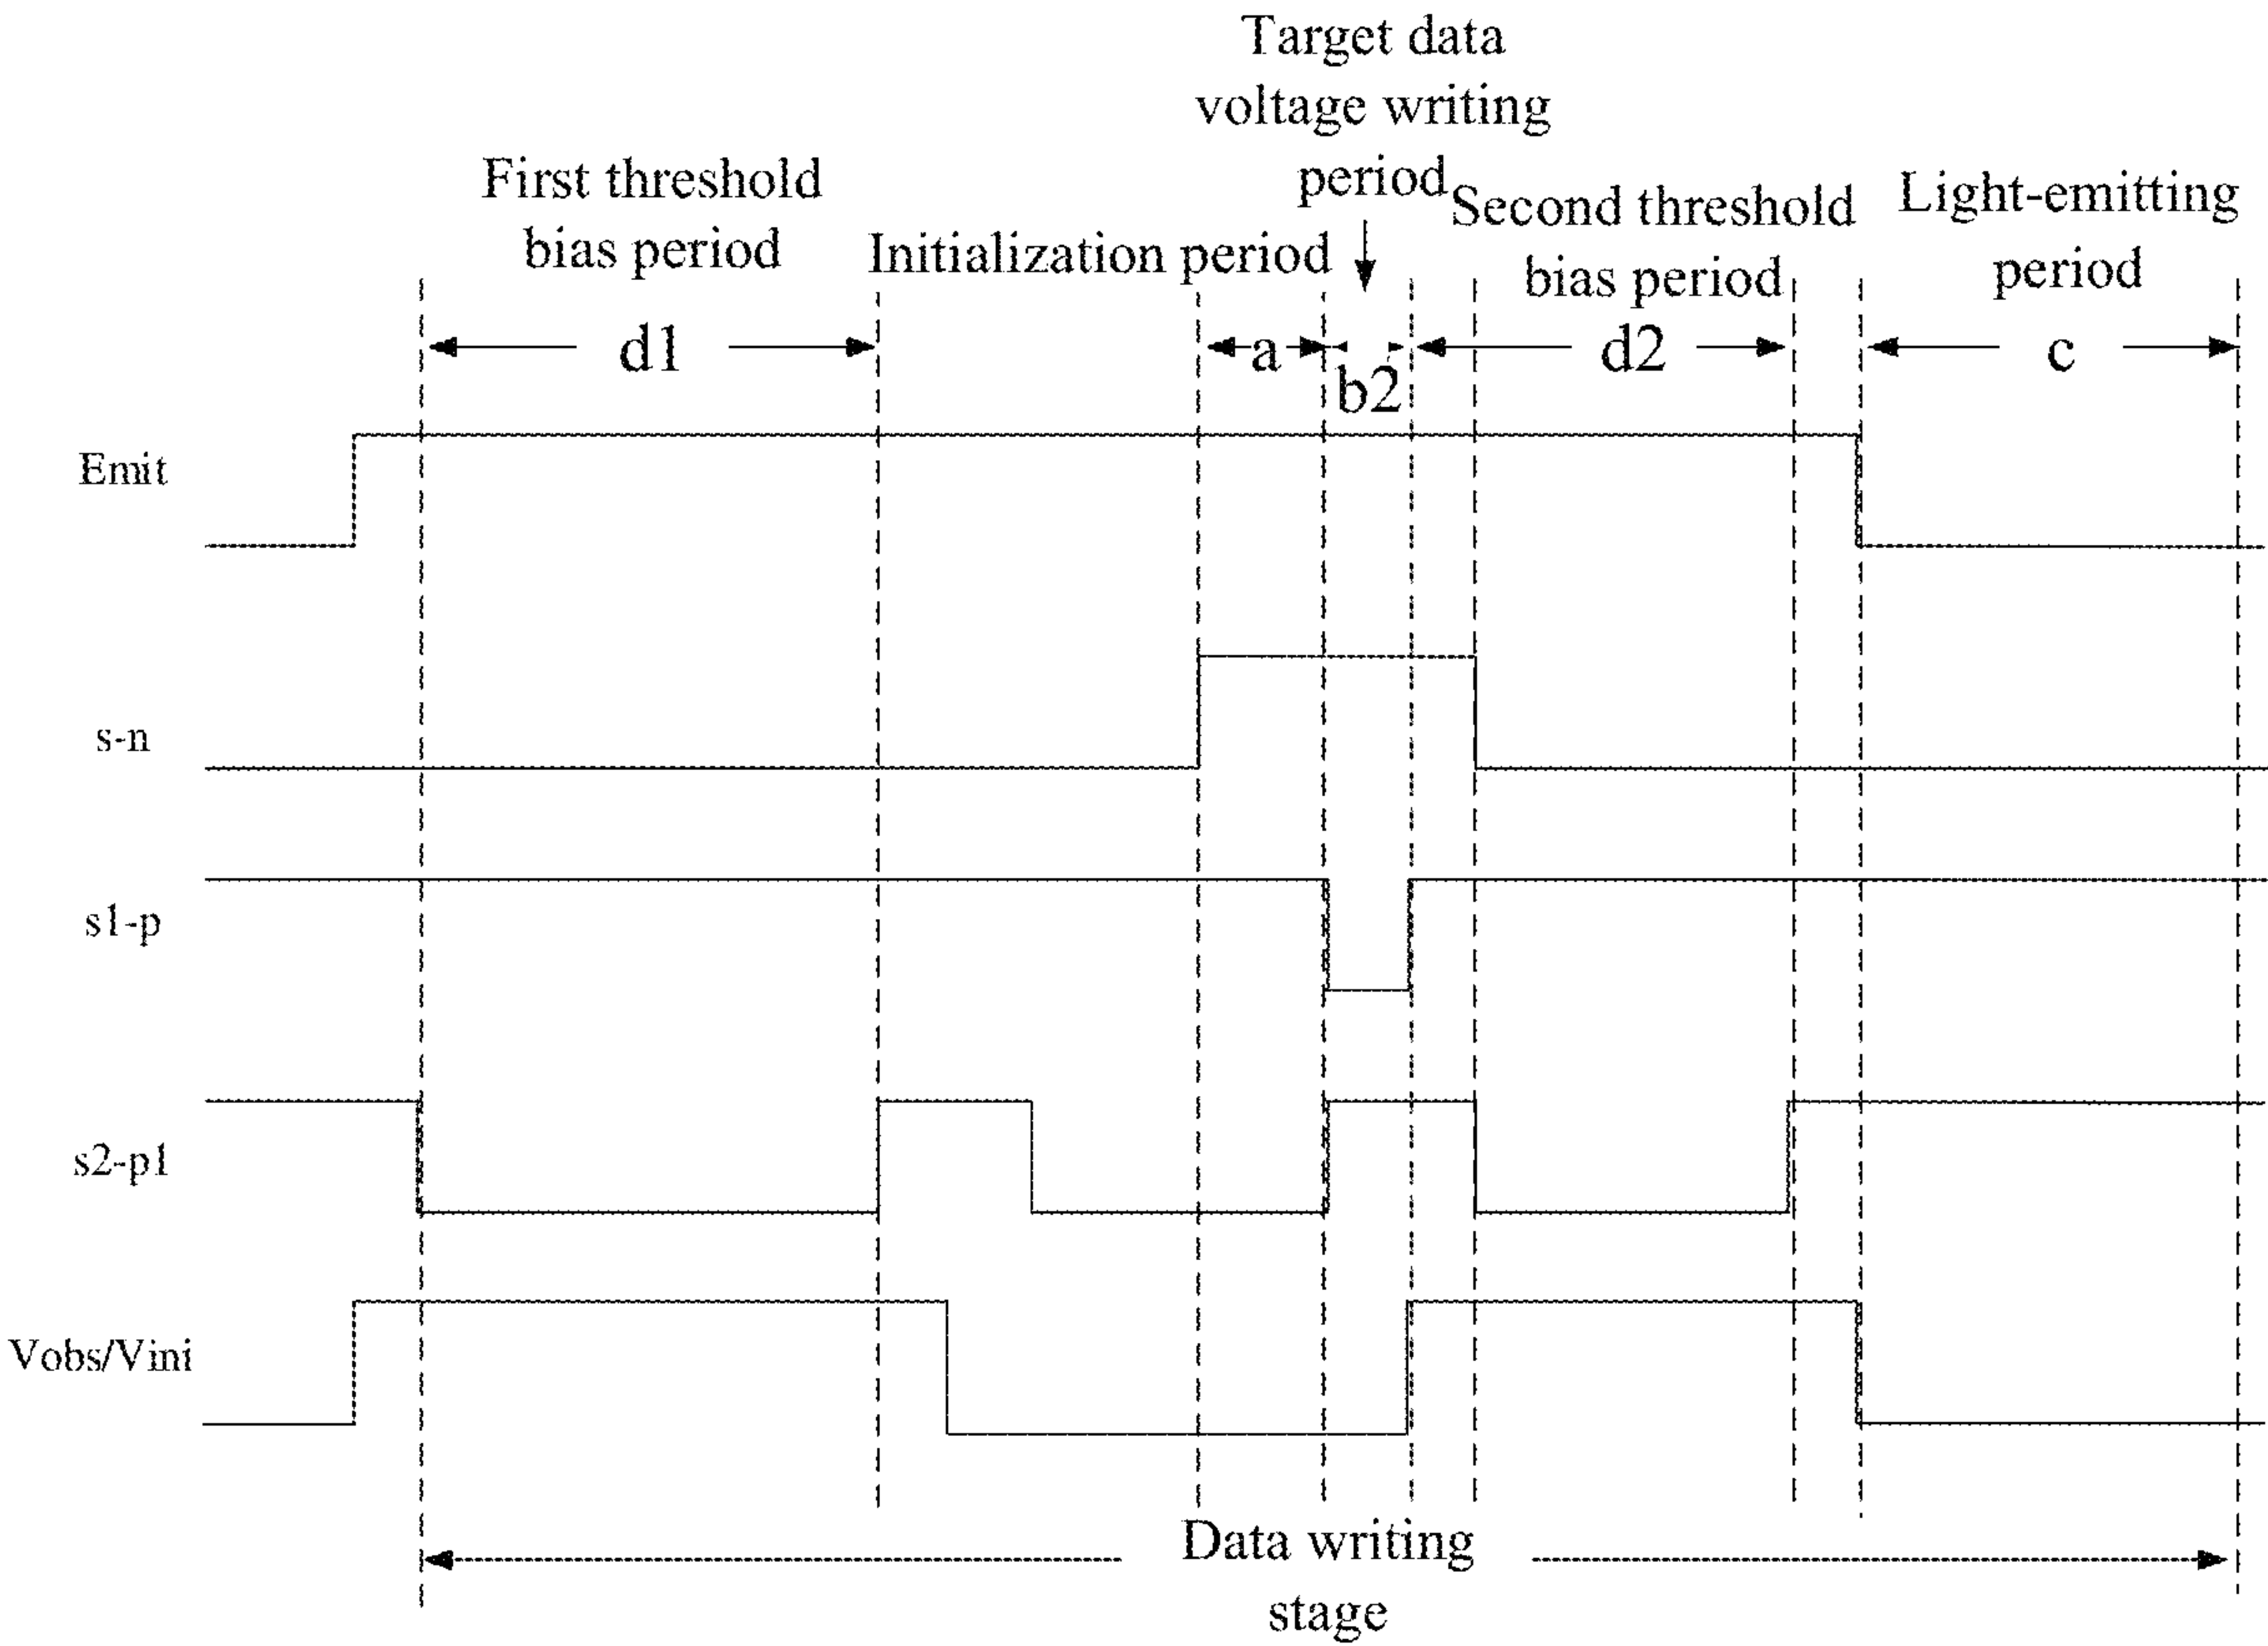 Target data
voltage writing
period
First threshold
bias period
Initialization period
Second threshold
bias period
Light-emitting
period
d1
a
b2
d2
c
Emit
s-n
s1-p
s2-p1
Vobs/Vini
Data writing
stage